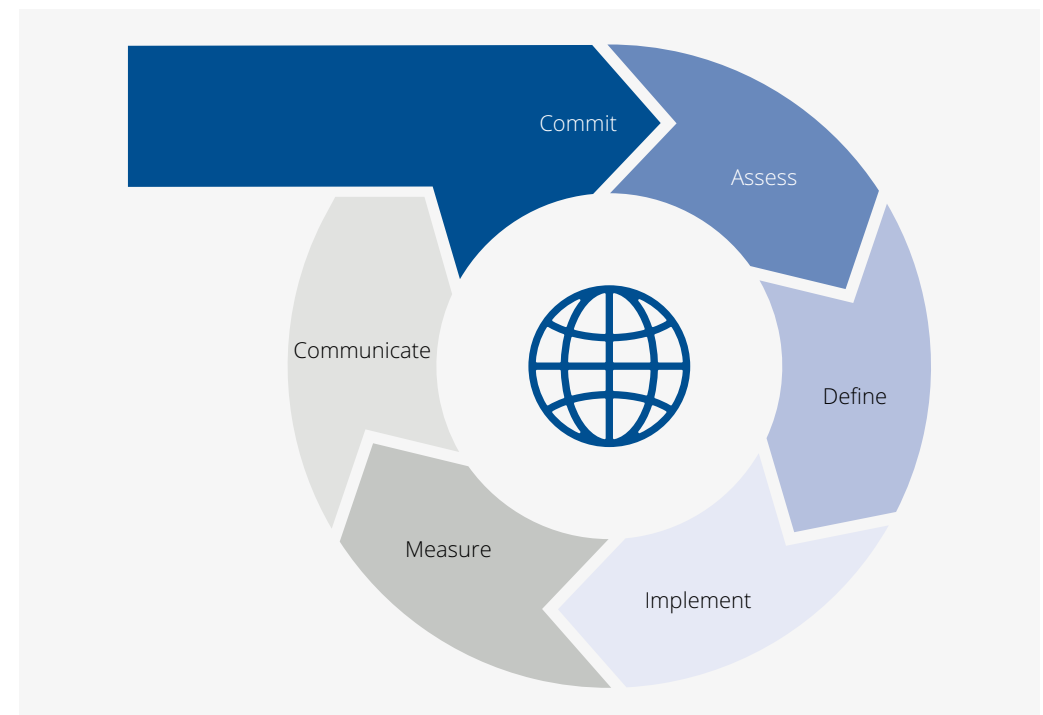 Commit
Assess
Define
Implement
Measure
Communicate